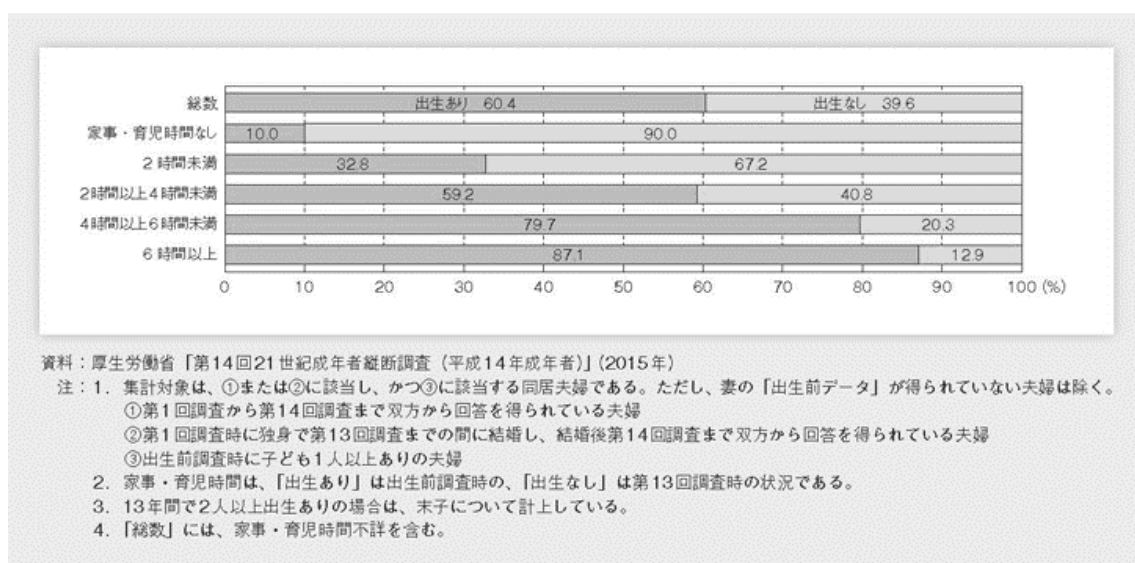 総数 出生あり 60.4 出生なし 39.6
家事・育児時間なし 10.0 90.0
2時間未満 32.8 67.2
2時間以上4時間未満 59.2 40.8
4時間以上6時間未満 79.7 20.3
6時間以上 87.1 12.9
0 10 20 30 40 50 60 70 80 90 100 (%)
資料：厚生労働省「第14回21世紀成年者縦断調査（平成14年成年者）」(2015年)
注：1．集計対象は、①または②に該当し、かつ③に該当する同居夫婦である。ただし、妻の「出生前データ」が得られていない夫婦は除く。
①第1回調査から第14回調査まで双方から回答を得られている夫婦
②第1回調査時に独身で第13回調査までの間に結婚し、結婚後第14回調査まで双方から回答を得られている夫婦
③出生前調査時に子ども1人以上ありの夫婦
2．家事・育児時間は、「出生あり」は出生前調査時の、「出生なし」は第13回調査時の状況である。
3．13年間で2人以上出生ありの場合は、末子について計上している。
4．「総数」には、家事・育児時間不詳を含む。